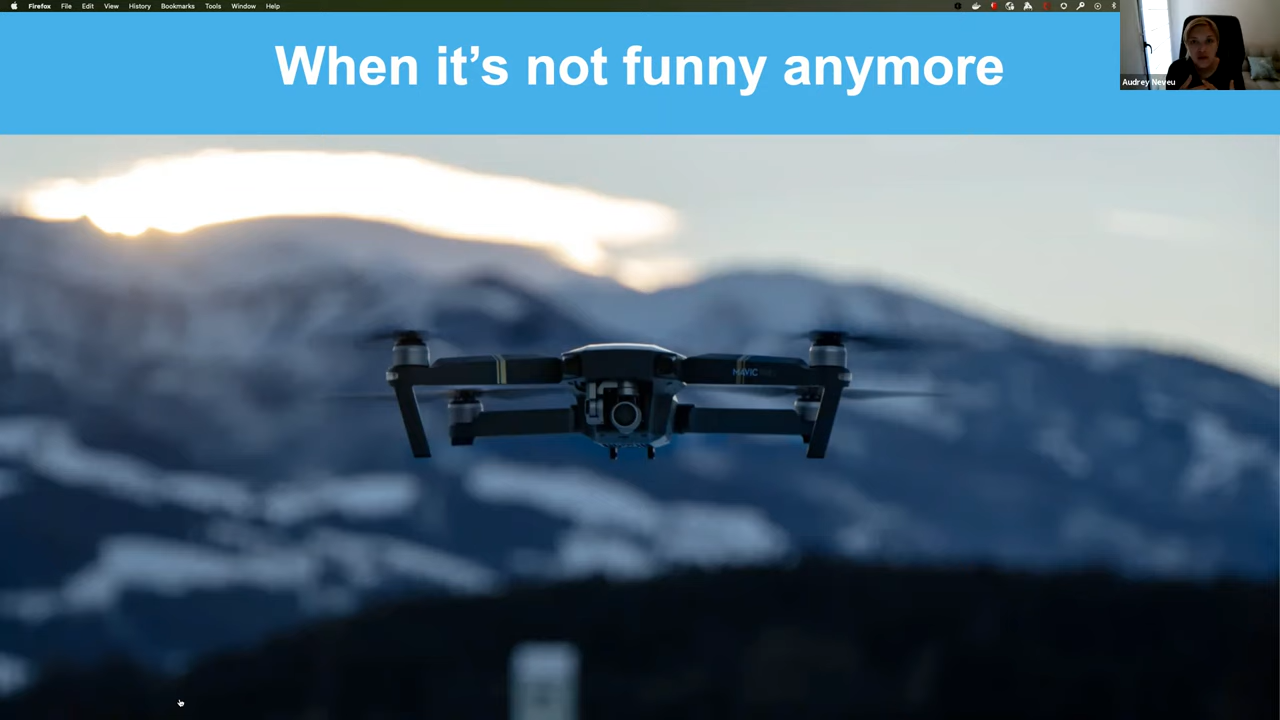 Firefox File Edit View History Bookmarks Tools Window Help
When it's not funny anymore
Audrey Neveu
MAVIC